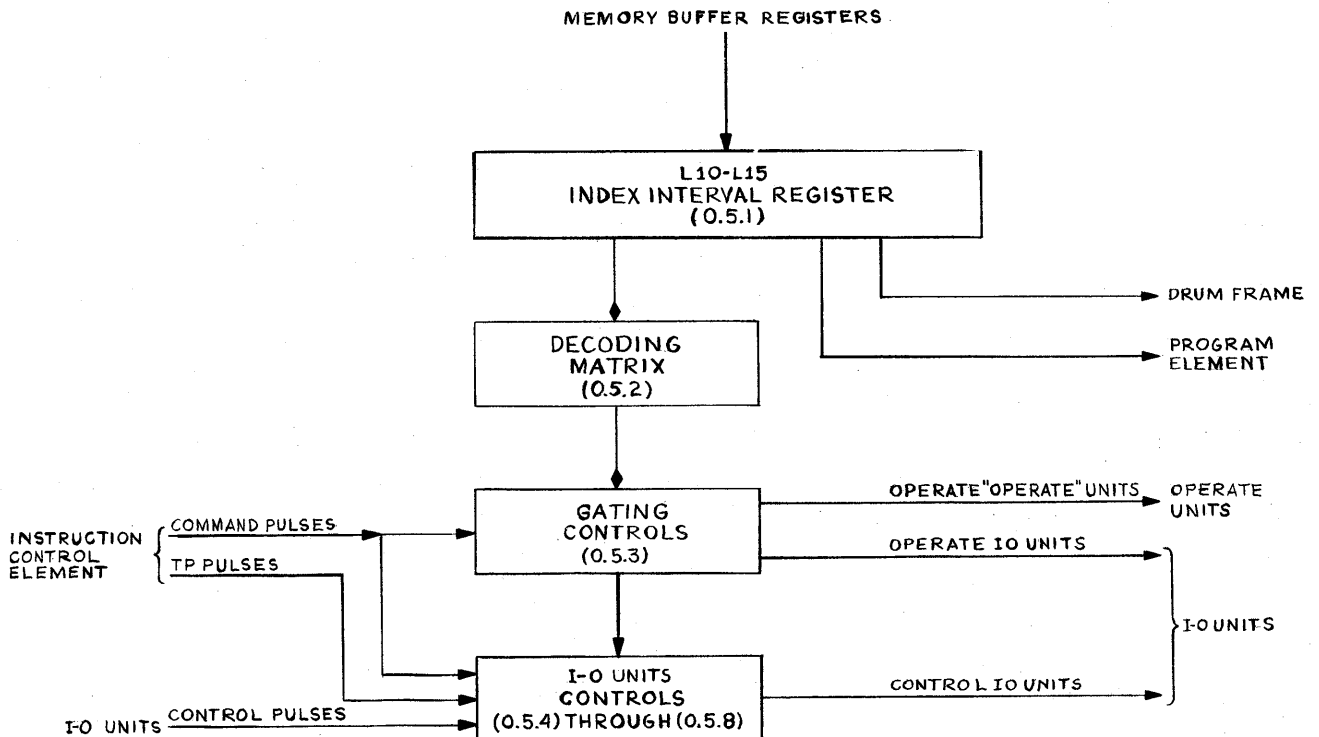 MEMORY BUFFER REGISTERS
L10-L15
INDEX INTERVAL REGISTER
(0.5.1)
DRUM FRAME
DECODING
MATRIX
(0.5.2)
PROGRAM
ELEMENT
GATING
CONTROLS
(0.5.3)
OPERATE "OPERATE" UNITS
OPERATE
UNITS
INSTRUCTION
CONTROL
ELEMENT
COMMAND PULSES
TP PULSES
OPERATE IO UNITS
I-O UNITS
I-O UNITS
CONTROLS
(0.5.4) THROUGH (0.5.8)
CONTROL IO UNITS
I-O UNITS
CONTROL PULSES